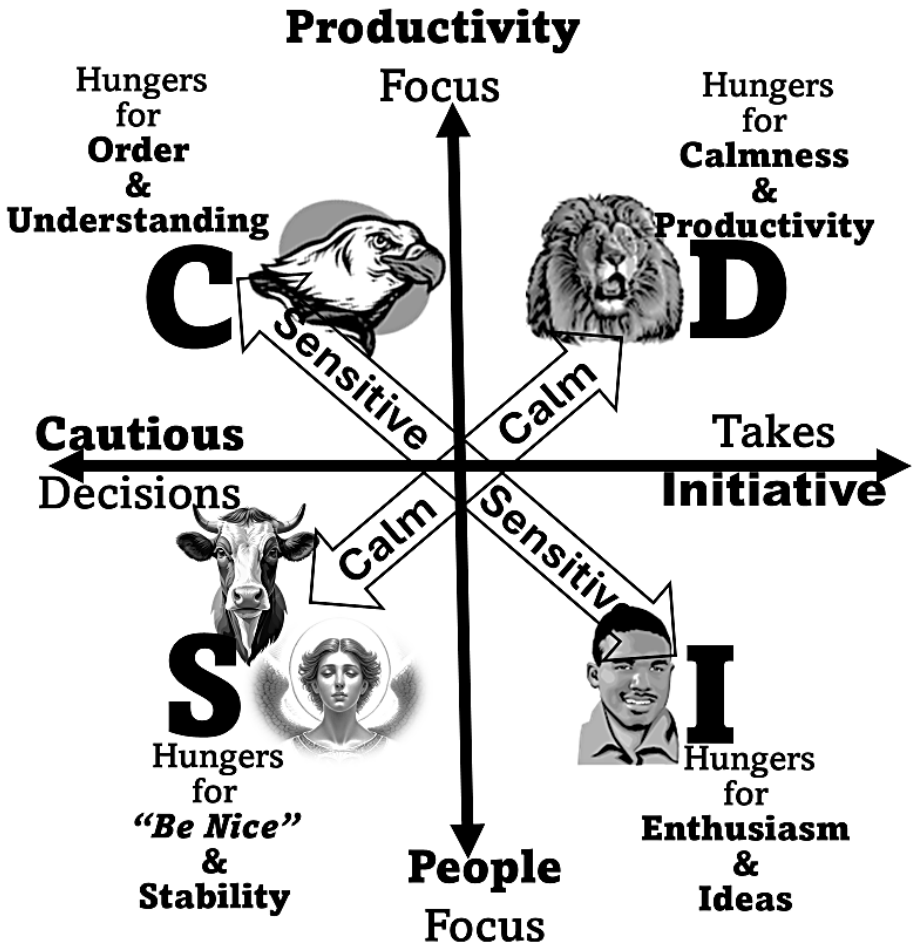 Productivity
Focus
Hungers
for
Order
&
Understanding
C
Hungers
for
Calmness
&
Productivity
D
Sensitive
Calm
Cautious
Decisions
Takes
Initiative
Calm
Sensitiv
S
Hungers
for
“Be Nice”
&
Stability
I
Hungers
for
Enthusiasm
&
Ideas
People
Focus